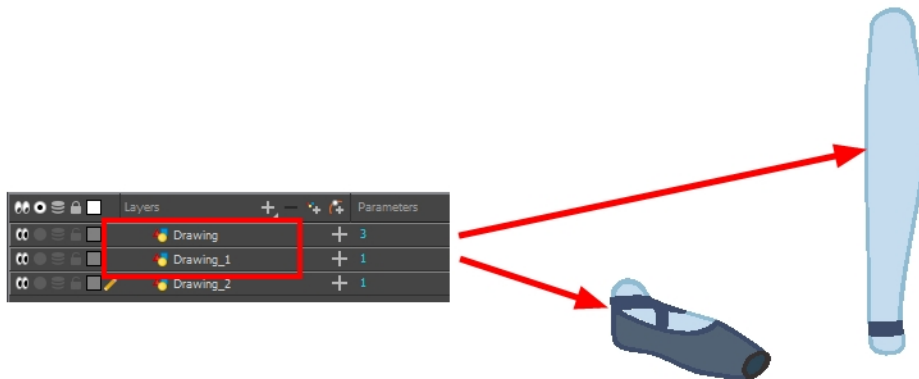 Layers Parameters
Drawing 3
Drawing_1 1
Drawing_2 1